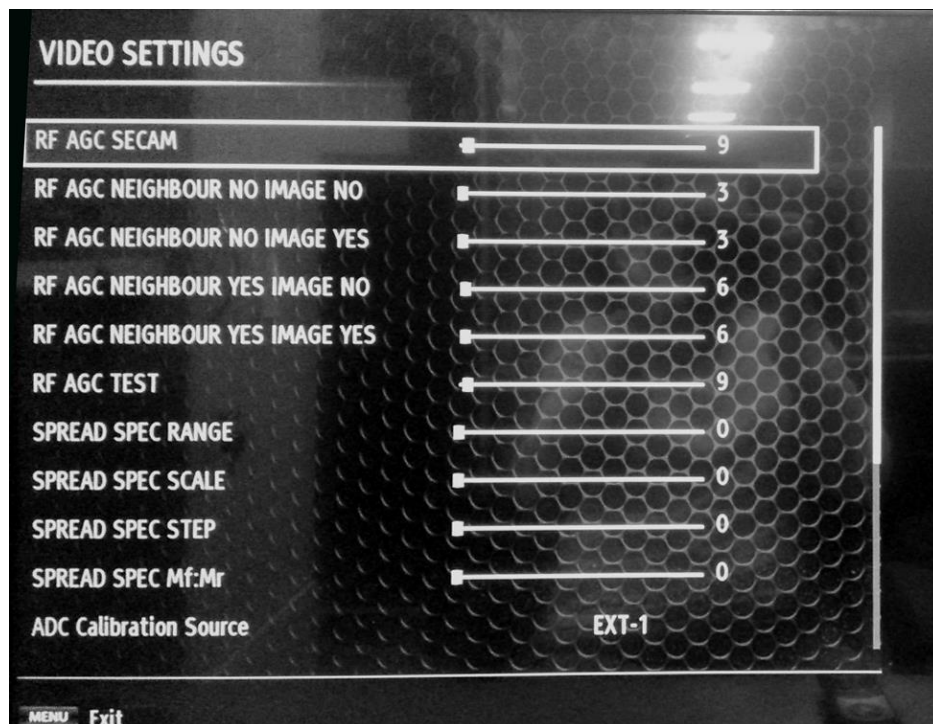 VIDEO SETTINGS
RF AGC SECAM 9
RF AGC NEIGHBOUR NO IMAGE NO 3
RF AGC NEIGHBOUR NO IMAGE YES 3
RF AGC NEIGHBOUR YES IMAGE NO 6
RF AGC NEIGHBOUR YES IMAGE YES 6
RF AGC TEST 9
SPREAD SPEC RANGE 0
SPREAD SPEC SCALE 0
SPREAD SPEC STEP 0
SPREAD SPEC Mf:Mr 0
ADC Calibration Source EXT-1
MENU Exit